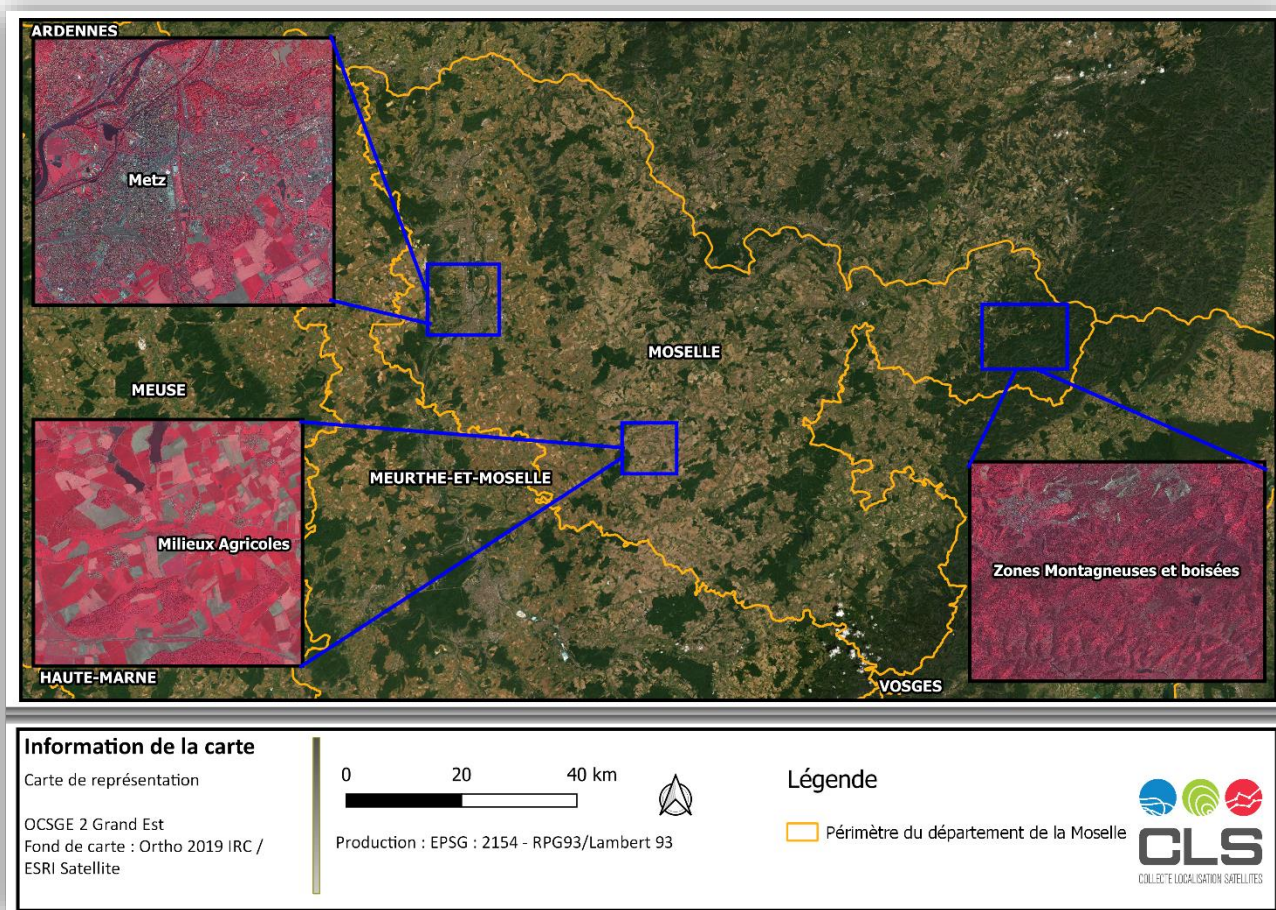 ARDENNES
Metz
MOSELLE
MEUSE
MEURTHE-ET-MOSELLE
Milieux Agricoles
Zones Montagneuses et boisées
HAUTE-MARNE
VOSGES
Information de la carte
Carte de représentation
OCSGE 2 Grand Est
Fond de carte : Ortho 2019 IRC /
ESRI Satellite
0 20 40 km
Production : EPSG : 2154 - RPG93/Lambert 93
Légende
Périmètre du département de la Moselle
CLS
COLLECTE LOCALISATION SATELLITES